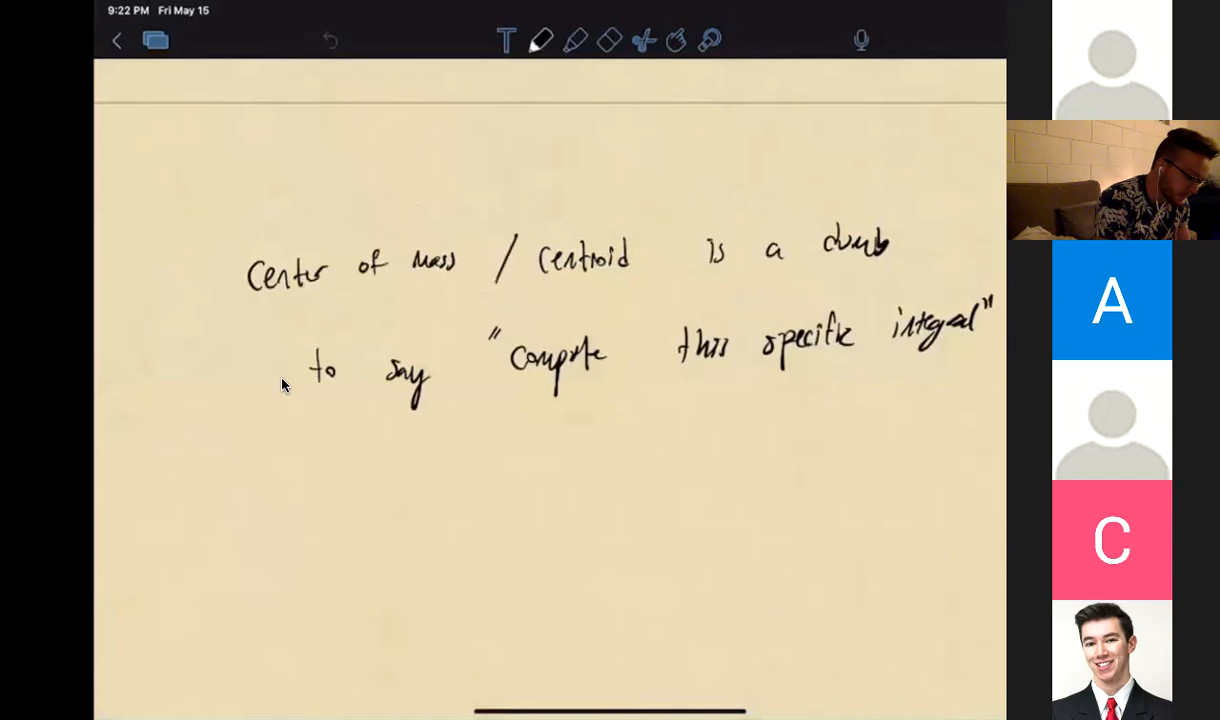 9:22 PM Fri May 15
T
Center of mass / centroid is a dumb
to say "compute this specific integral"
A
C